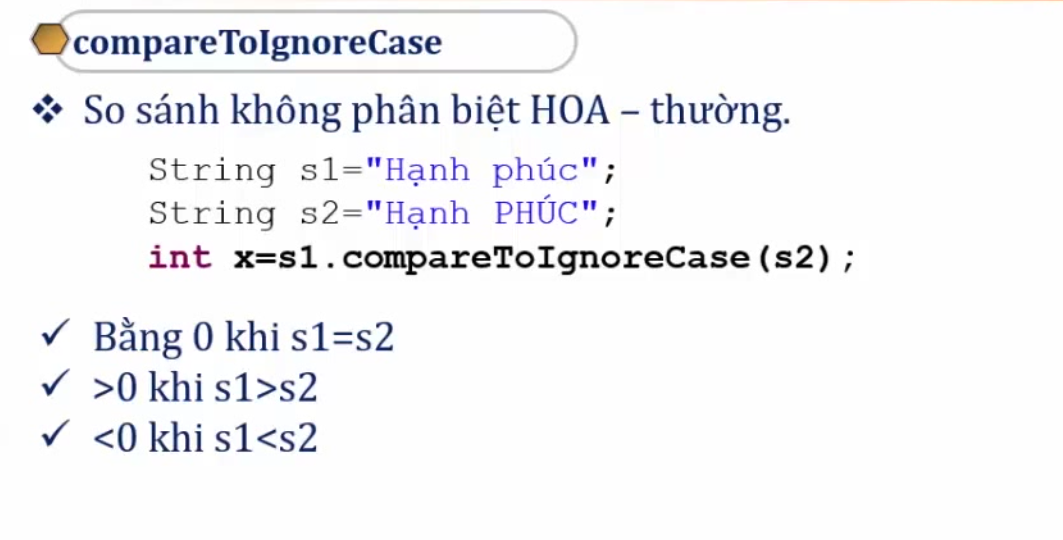 compareToIgnoreCase
❖ So sánh không phân biệt HOA – thường.
String s1="Hạnh phúc";
String s2="Hạnh PHÚC";
int x=s1.compareToIgnoreCase(s2);
✓ Bằng 0 khi s1=s2
✓ >0 khi s1>s2
✓ <0 khi s1<s2